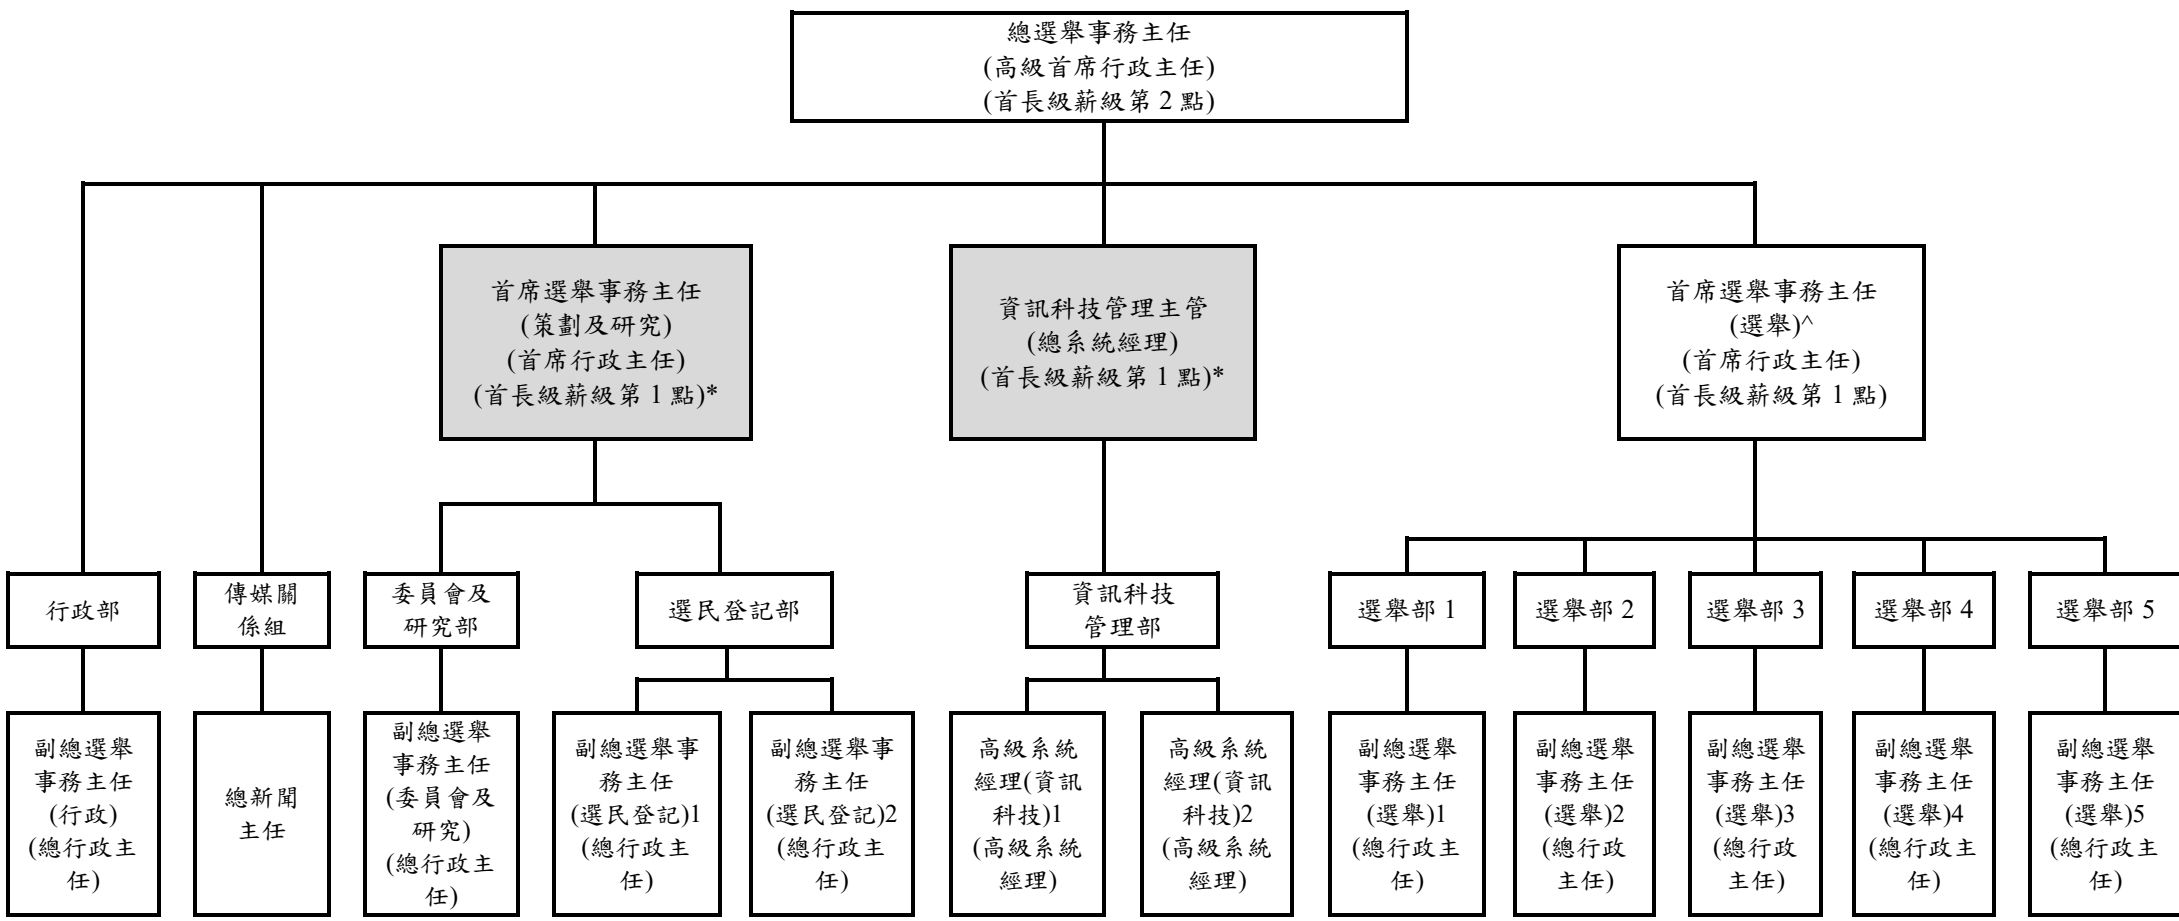 總選舉事務主任
(高級首席行政主任)
(首長級薪級第 2 點)
首席選舉事務主任
(策劃及研究)
(首席行政主任)
(首長級薪級第 1 點)*
資訊科技管理主管
(總系統經理)
(首長級薪級第 1 點)*
首席選舉事務主任
(選舉)^
(首席行政主任)
(首長級薪級第 1 點)
行政部
傳媒關
係組
委員會及
研究部
選民登記部
資訊科技
管理部
選舉部 1
選舉部 2
選舉部 3
選舉部 4
選舉部 5
副總選舉
事務主任
(行政)
(總行政主
任)
總新聞
主任
副總選舉
事務主任
(委員會及
研究)
(總行政主
任)
副總選舉事
務主任
(選民登記)1
(總行政主
任)
副總選舉事
務主任
(選民登記)2
(總行政主
任)
高級系統
經理(資訊
科技)1
(高級系統
經理)
高級系統
經理(資訊
科技)2
(高級系統
經理)
副總選舉
事務主任
(選舉)1
(總行政主
任)
副總選舉
事務主任
(選舉)2
(總行政
主任)
副總選舉
事務主任
(選舉)3
(總行政
主任)
副總選舉
事務主任
(選舉)4
(總行政主
任)
副總選舉
事務主任
(選舉)5
(總行政主
任)